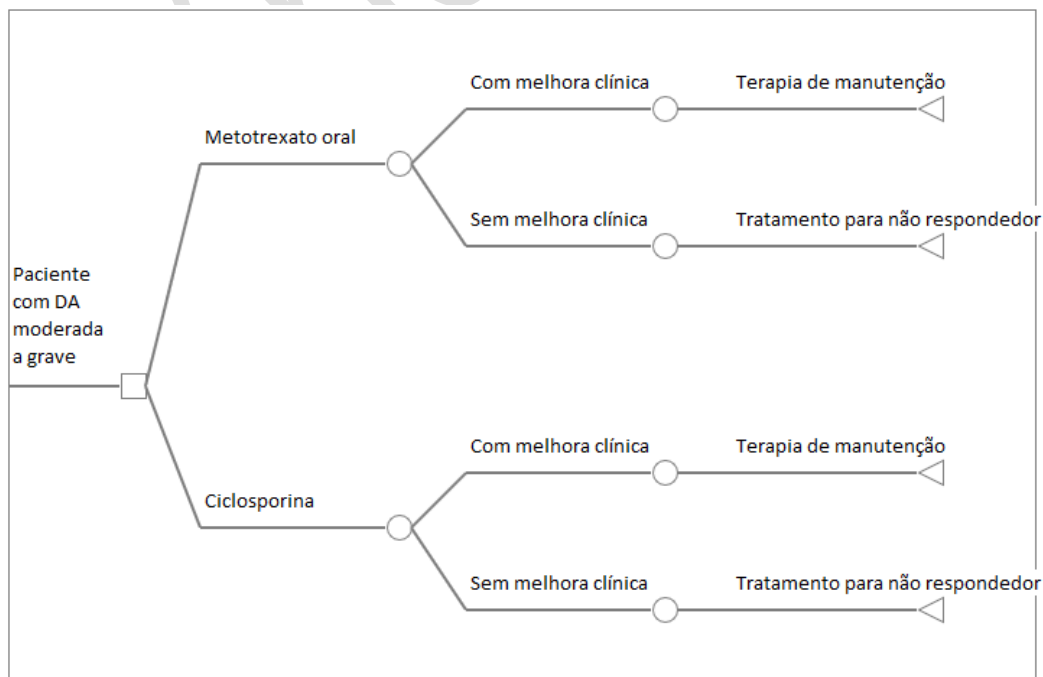 Com melhora clínica
Terapia de manutenção
Metotrexato oral
Sem melhora clínica
Tratamento para não respondedor
Paciente
com DA
moderada
a grave
Com melhora clínica
Terapia de manutenção
Ciclosporina
Sem melhora clínica
Tratamento para não respondedor